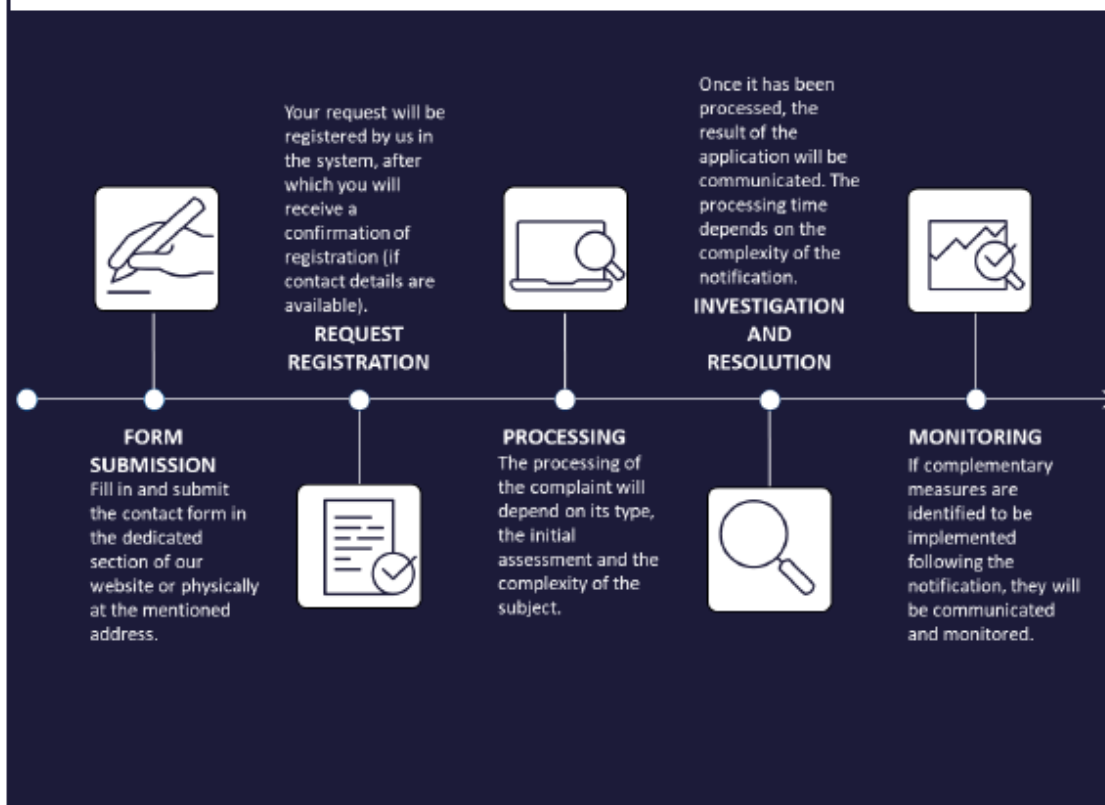 FORM
SUBMISSION
Fill in and submit
the contact form in
the dedicated
section of our
website or physically
at the mentioned
address.
Your request will be
registered by us in
the system, after
which you will
receive a
confirmation of
registration (if
contact details are
available).
REQUEST
REGISTRATION
PROCESSING
The processing of
the complaint will
depend on its type,
the initial
assessment and the
complexity of the
subject.
Once it has been
processed, the
result of the
application will be
communicated. The
processing time
depends on the
complexity of the
notification.
INVESTIGATION
AND
RESOLUTION
MONITORING
If complementary
measures are
identified to be
implemented
following the
notification, they will
be communicated
and monitored.